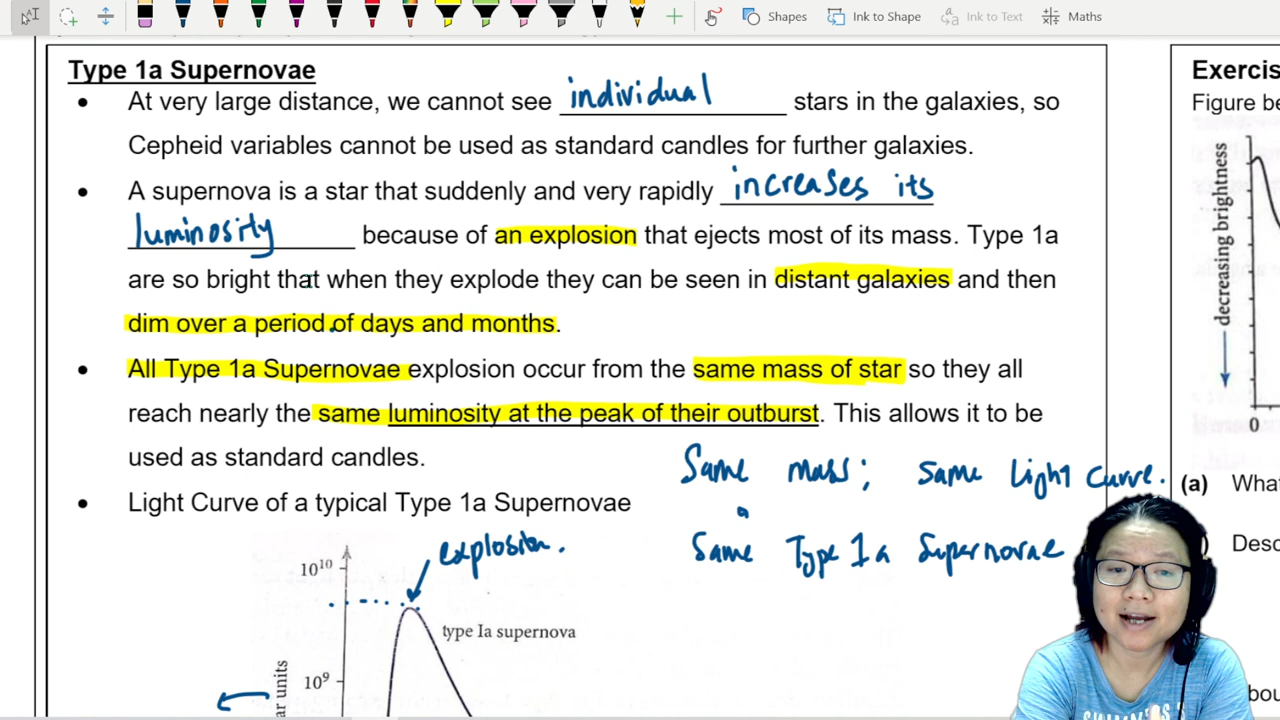 Shapes Ink to Shape Ink to Text Maths
Type 1a Supernovae
• At very large distance, we cannot see individual stars in the galaxies, so
Cepheid variables cannot be used as standard candles for further galaxies.
• A supernova is a star that suddenly and very rapidly increases its
luminosity because of an explosion that ejects most of its mass. Type 1a
are so bright that when they explode they can be seen in distant galaxies and then
dim over a period of days and months.
• All Type 1a Supernovae explosion occur from the same mass of star so they all
reach nearly the same luminosity at the peak of their outburst. This allows it to be
used as standard candles.
Same mass; same light curve.
• Light Curve of a typical Type 1a Supernovae
Same Type 1a Supernovae
explosion.
10¹⁰
type Ia supernova
10⁹
ar units
Exercis
Figure be
decreasing brightness
0
(a) What
Desc
bou